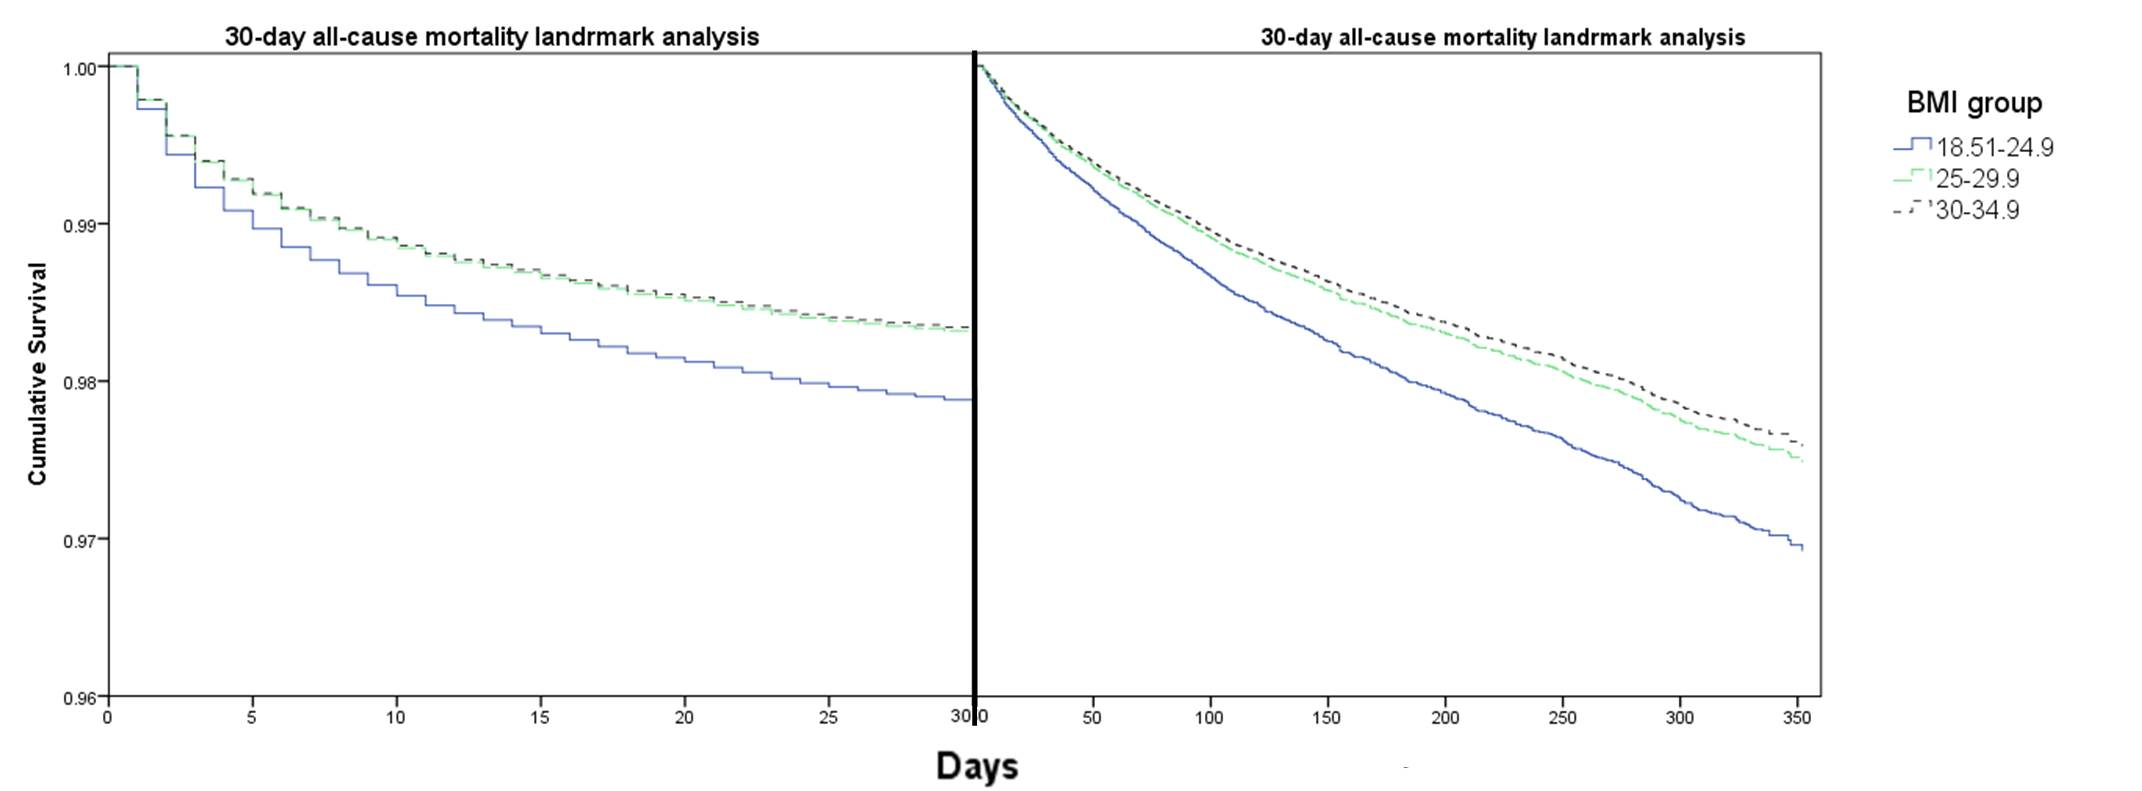 30-day all-cause mortality landrmark analysis
30-day all-cause mortality landrmark analysis
BMI group
18.51-24.9
25-29.9
30-34.9
Cumulative Survival
1.00
0.99
0.98
0.97
0.96
0 5 10 15 20 25 30
0 50 100 150 200 250 300 350
Days